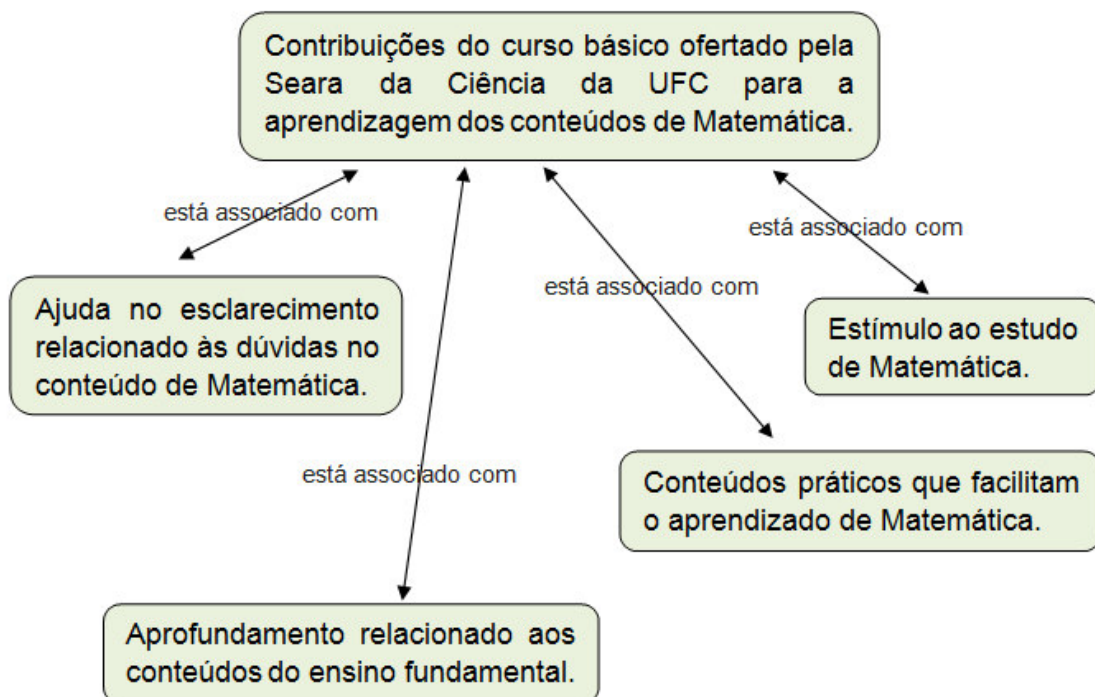 Contribuições do curso básico ofertado pela
Seara da Ciência da UFC para a
aprendizagem dos conteúdos de Matemática.
está associado com
está associado com
está associado com
está associado com
Ajuda no esclarecimento
relacionado às dúvidas no
conteúdo de Matemática.
Estímulo ao estudo
de Matemática.
Conteúdos práticos que facilitam
o aprendizado de Matemática.
Aprofundamento relacionado aos
conteúdos do ensino fundamental.